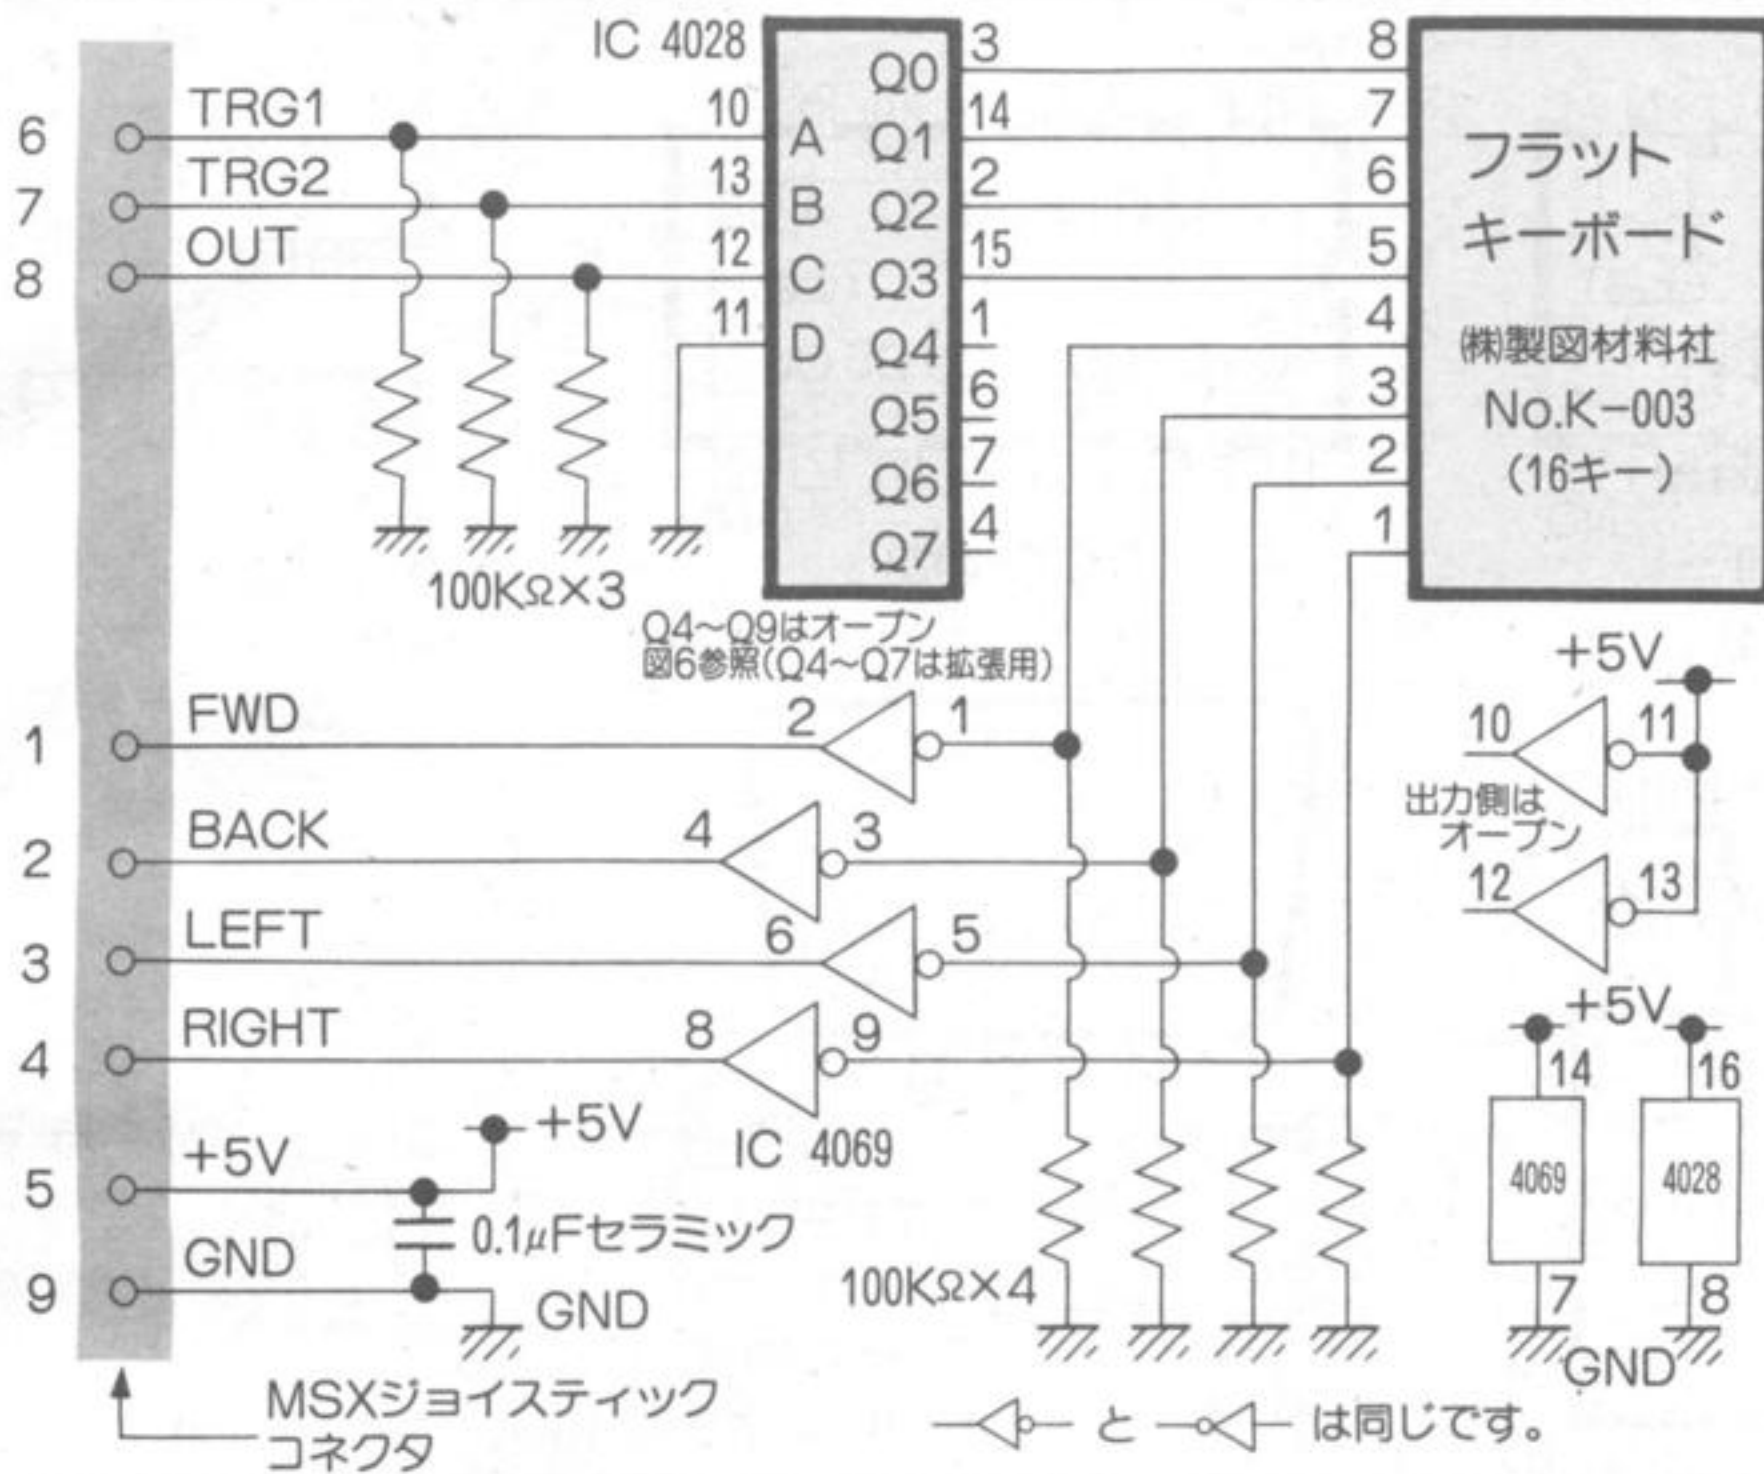 IC 4028
6 TRG1 10 A
7 TRG2 13 B
8 OUT 12 C
11 D
Q0 3 8
Q1 14 7
Q2 2 6
Q3 15 5
Q4 1 4
Q5 6 3
Q6 7 2
Q7 4 1
フラット
キーボード
㈱製図材料社
No.K-003
(16キー)
100KΩ×3
Q4～Q9はオープン
図6参照(Q4～Q7は拡張用)
1 FWD 2 1
2 BACK 4 3
3 LEFT 6 5
4 RIGHT 8 9
IC 4069
5 +5V +5V
0.1μFセラミック
9 GND GND
100KΩ×4
+5V
10 11
出力側は
オープン
12 13
+5V
14 16
4069 4028
7 8
GND
MSXジョイスティック
コネクタ
と は同じです。